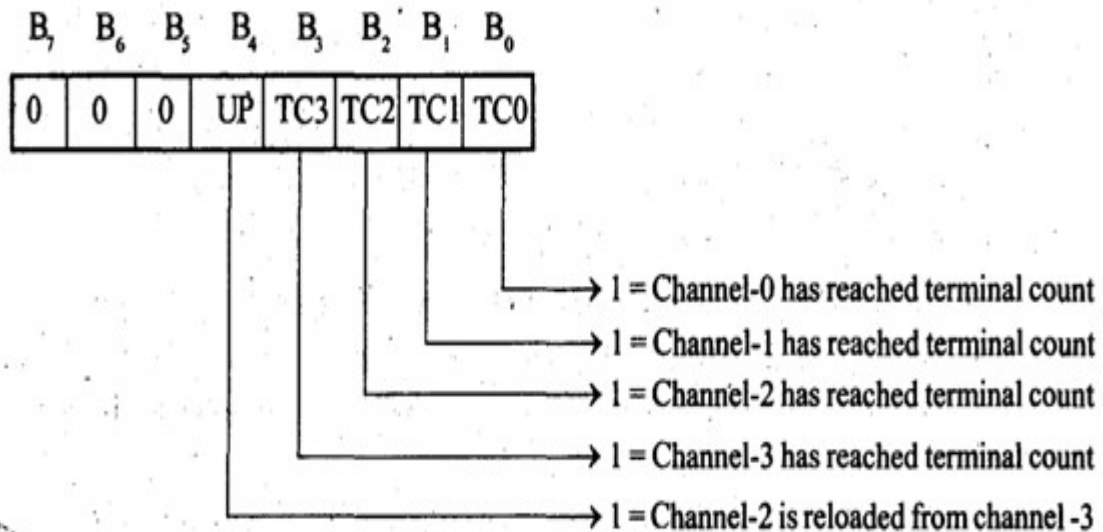 B₇ B₆ B₅ B₄ B₃ B₂ B₁ B₀
0 0 0 UP TC3 TC2 TC1 TC0
1 = Channel-0 has reached terminal count
1 = Channel-1 has reached terminal count
1 = Channel-2 has reached terminal count
1 = Channel-3 has reached terminal count
1 = Channel-2 is reloaded from channel -3